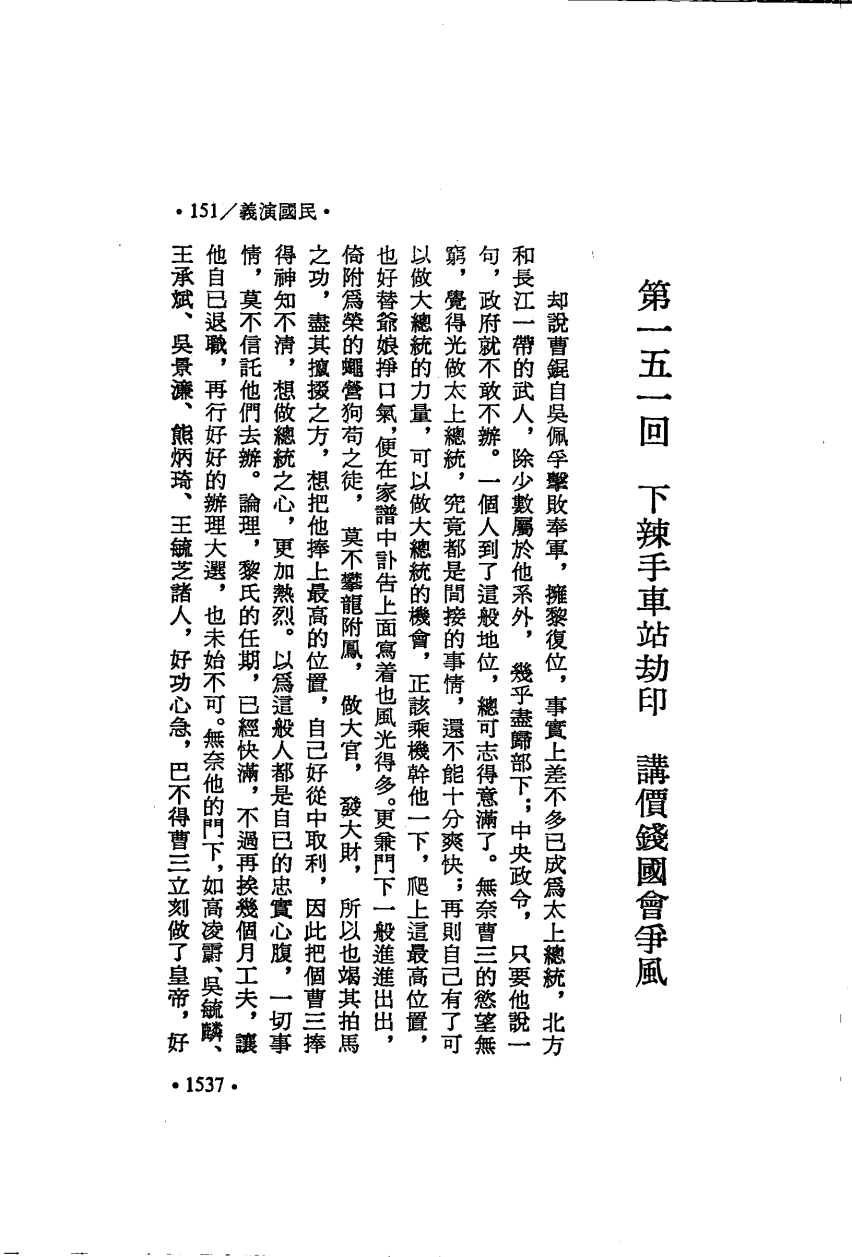 •151／義演國民•
第一五一回　下辣手車站劫印　講價錢國會爭風
却說曹錕自吳佩孚擊敗奉軍，擁黎復位，事實上差不多已成爲太上總統，北方
和長江一帶的武人，除少數屬於他系外，幾乎盡歸部下；中央政令，只要他說一
句，政府就不敢不辦。一個人到了這般地位，總可志得意滿了。無奈曹三的慾望無
窮，覺得光做太上總統，究竟都是間接的事情，還不能十分爽快；再則自己有了可
以做大總統的力量，可以做大總統的機會，正該乘機幹他一下，爬上這最高位置，
也好替爺娘掙口氣，便在家譜中訃告上面寫着也風光得多。更兼門下一般進進出出，
倚附爲榮的蠅營狗苟之徒，莫不攀龍附鳳，做大官，發大財，所以也竭其拍馬
之功，盡其攛掇之方，想把他捧上最高的位置，自己好從中取利，因此把個曹三捧
得神知不清，想做總統之心，更加熱烈。以爲這般人都是自已的忠實心腹，一切事
情，莫不信託他們去辦。論理，黎氏的任期，已經快滿，不過再挨幾個月工夫，讓
他自已退職，再行好好的辦理大選，也未始不可。無奈他的門下，如高凌霨、吳毓麟、
王承斌、吳景濂、熊炳琦、王毓芝諸人，好功心急，巴不得曹三立刻做了皇帝，好
•1537•